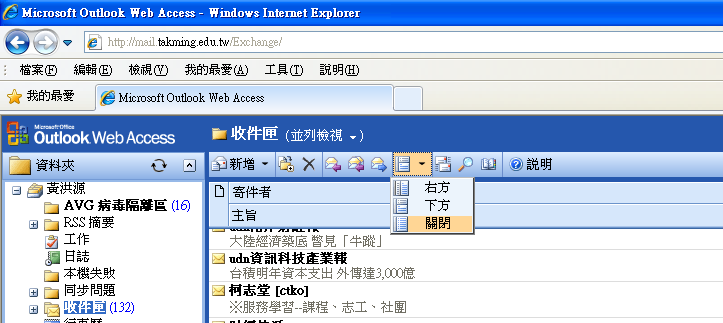 Microsoft Outlook Web Access - Windows Internet Explorer
http://mail.takming.edu.tw/Exchange/
檔案(F) 編輯(E) 檢視(V) 我的最愛(A) 工具(T) 說明(H)
我的最愛 Microsoft Outlook Web Access
Microsoft Office
Outlook Web Access
收件匣 (並列檢視)
資料夾
新增 說明
右方
下方
關閉
黃洪源
AVG 病毒隔離區 (16)
RSS 摘要
工作
日誌
本機失敗
同步問題
收件匣 (132)
行事曆
寄件者
主旨
大陸經濟築底 瞥見「牛蹤」
udn資訊科技產業報
台積明年資本支出 外傳達3,000億
柯志堂 [ctko]
※服務學習--課程、志工、社團